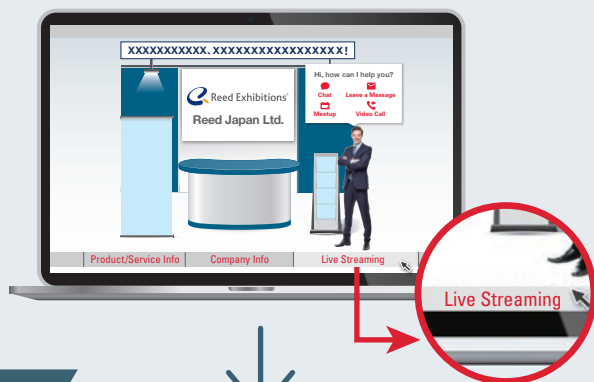 XXXXXXXXXXX、XXXXXXXXXXXXXXXXX!
Reed Exhibitions®
Reed Japan Ltd.
Hi, how can I help you?
Chat
Leave a Message
Meetup
Video Call
Product/Service Info
Company Info
Live Streaming
Live Streaming